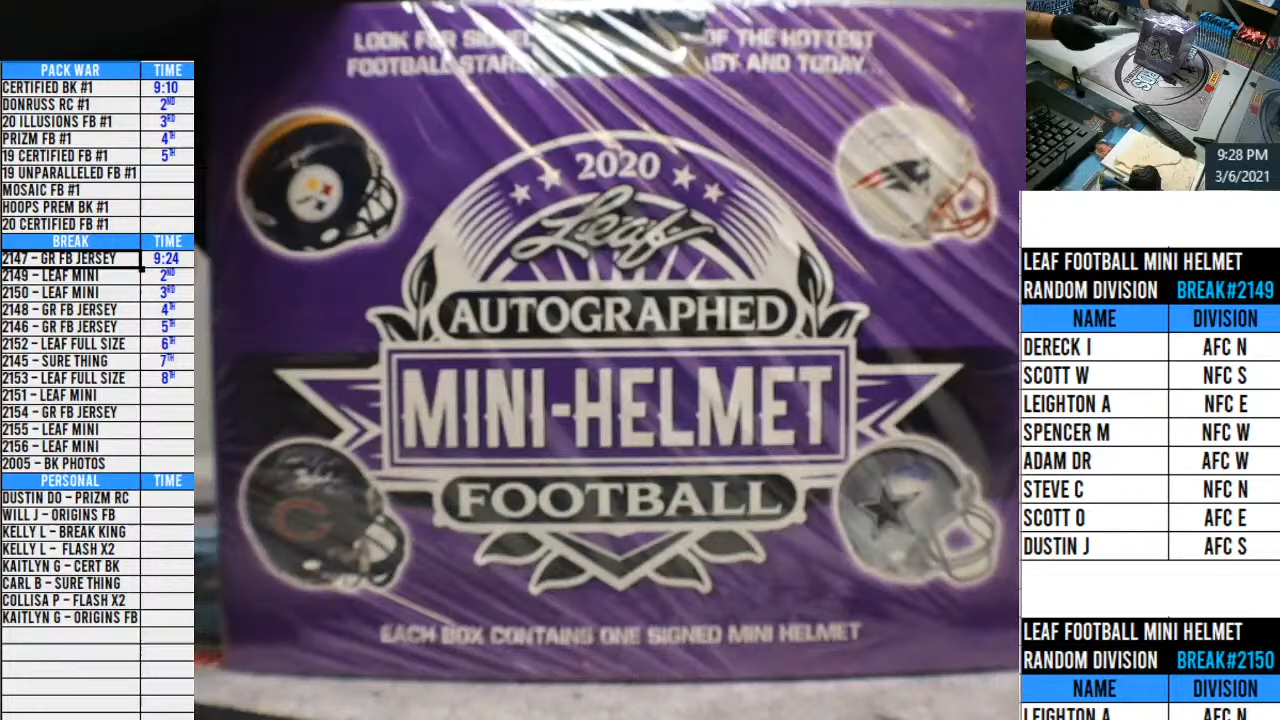 PACK WAR TIME
CERTIFIED BK #1 9:10
DONRUSS RC #1 2ND
20 ILLUSIONS FB #1 3RD
PRIZM FB #1 4TH
19 CERTIFIED FB #1 5TH
19 UNPARALLELED FB #1
MOSAIC FB #1
HOOPS PREM BK #1
20 CERTIFIED FB #1
BREAK TIME
2147 - GR FB JERSEY 9:24
2149 - LEAF MINI 2ND
2150 - LEAF MINI 3RD
2148 - GR FB JERSEY 4TH
2146 - GR FB JERSEY 5TH
2152 - LEAF FULL SIZE 6TH
2145 - SURE THING 7TH
2153 - LEAF FULL SIZE 8TH
2151 - LEAF MINI
2154 - GR FB JERSEY
2155 - LEAF MINI
2156 - LEAF MINI
2005 - BK PHOTOS
PERSONAL TIME
DUSTIN DO - PRIZM RC
WILL J - ORIGINS FB
KELLY L - BREAK KING
KELLY L - FLASH X2
KAITLYN G - CERT BK
CARL B - SURE THING
COLLISA P - FLASH X2
KAITLYN G - ORIGINS FB
LOOK FOR OF THE HOTTEST
FOOTBALL STARS AND TODAY...
2020
Leaf
AUTOGRAPHED
MINI-HELMET
FOOTBALL
EACH BOX CONTAINS ONE SIGNED MINI HELMET
9:28 PM
3/6/2021
LEAF FOOTBALL MINI HELMET
RANDOM DIVISION BREAK#2149
NAME DIVISION
DERECK I AFC N
SCOTT W NFC S
LEIGHTON A NFC E
SPENCER M NFC W
ADAM DR AFC W
STEVE C NFC N
SCOTT O AFC E
DUSTIN J AFC S
LEAF FOOTBALL MINI HELMET
RANDOM DIVISION BREAK#2150
NAME DIVISION
LEIGHTON A AFC N